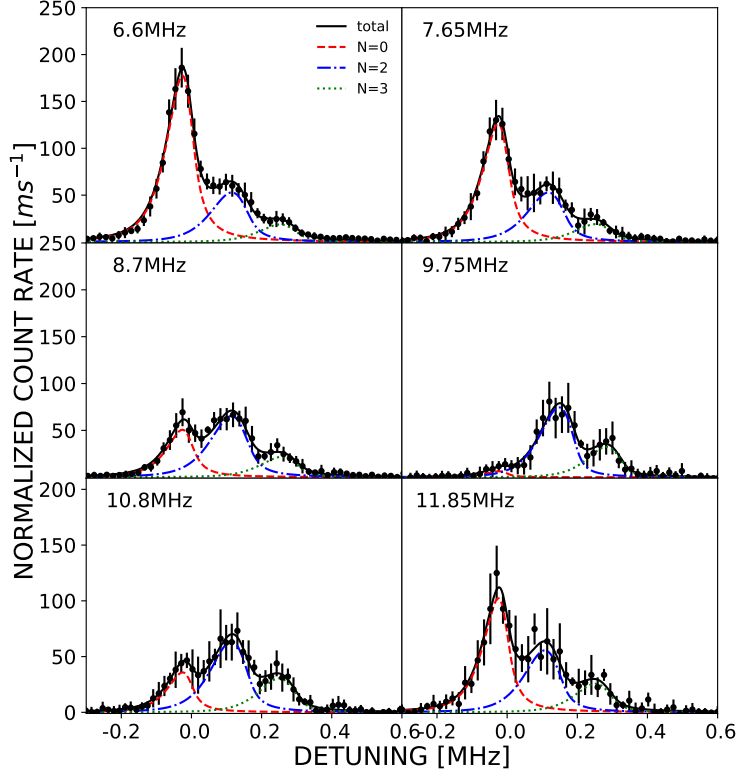 250
200
150
100
50
6.6MHz
total
N=0
N=2
N=3
7.65MHz
250
200
150
100
50
8.7MHz
9.75MHz
200
150
100
50
0
10.8MHz
11.85MHz
-0.2 0.0 0.2 0.4 0.6 -0.2 0.0 0.2 0.4 0.6
DETUNING [MHz]
NORMALIZED COUNT RATE [ms⁻¹]